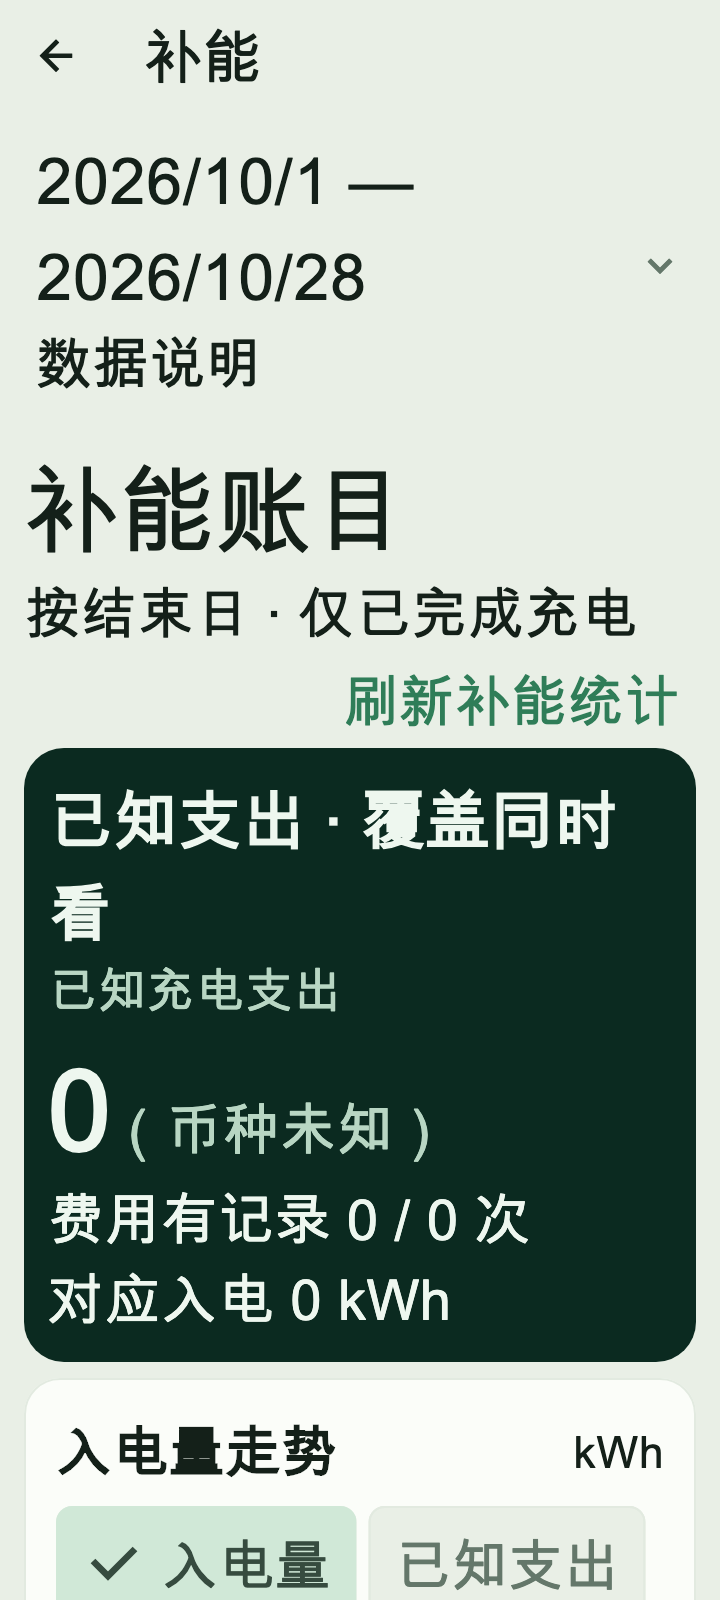 补能
2026/10/1 —
2026/10/28
数据说明
补能账目
按结束日 · 仅已完成充电
刷新补能统计
已知支出 · 覆盖同时
看
已知充电支出
0 ( 币种未知 )
费用有记录 0 / 0 次
对应入电 0 kWh
入电量走势 kWh
入电量 已知支出